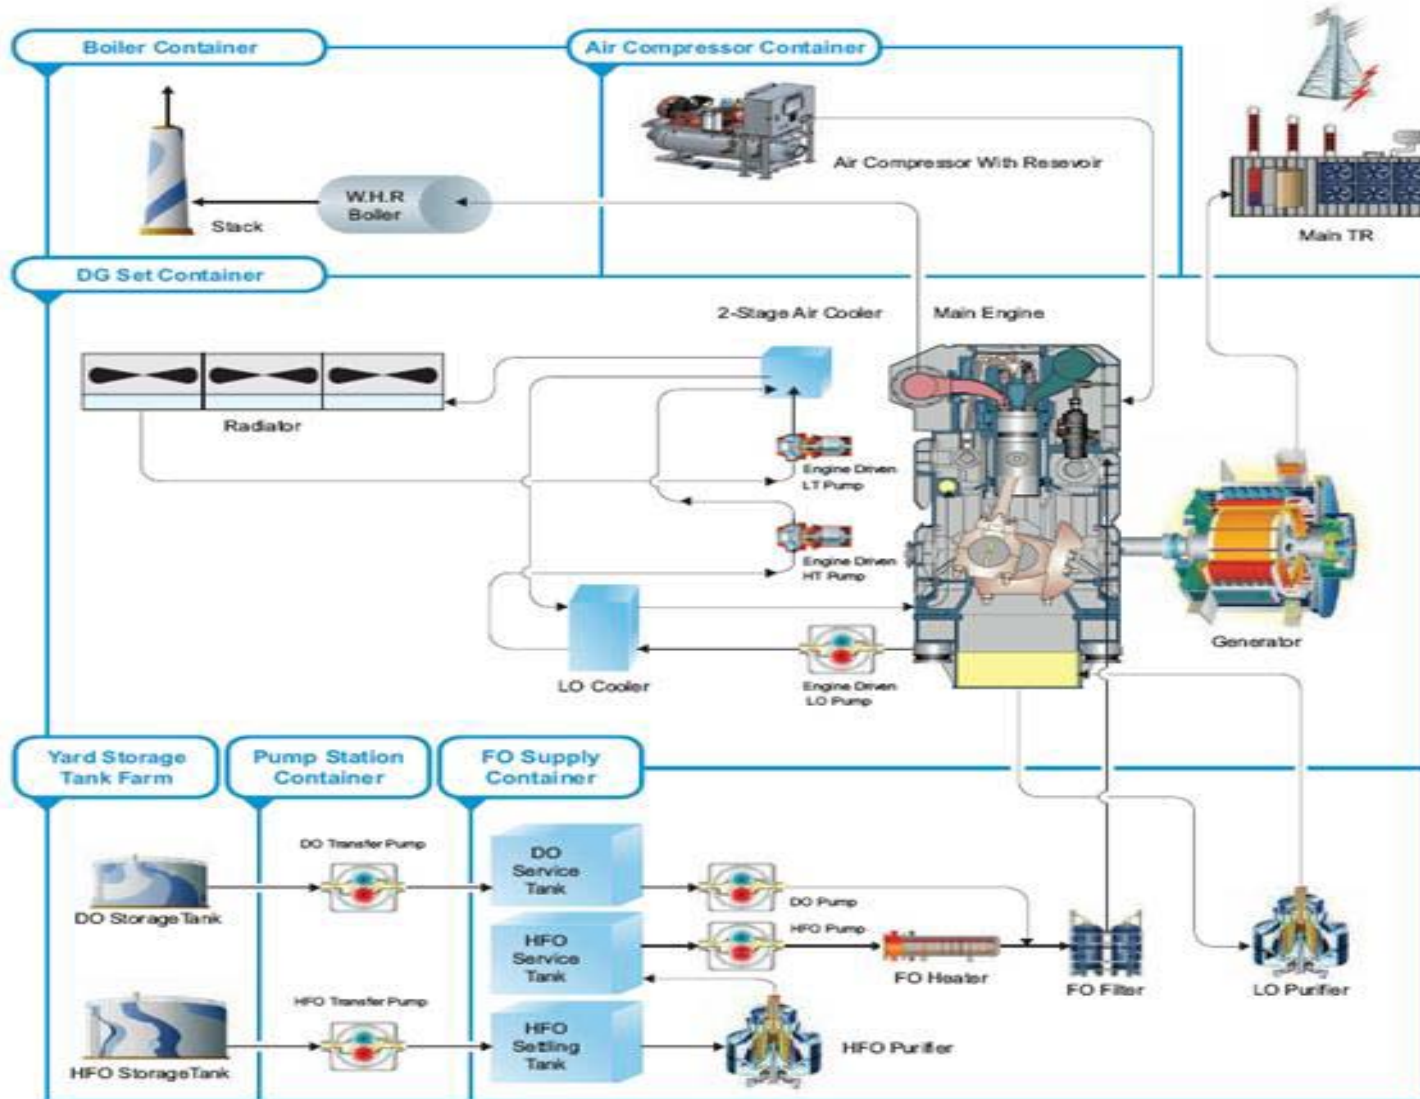 Boiler Container
Air Compressor Container
W.H.R
Boiler
Stack
Air Compressor With Resevoir
Main TR
DG Set Container
2-Stage Air Cooler
Main Engine
Radiator
Engine Driven
LT Pump
Engine Driven
HT Pump
Generator
LO Cooler
Engine Driven
LO Pump
Yard Storage
Tank Farm
Pump Station
Container
FO Supply
Container
DO Transfer Pump
DO
Service
Tank
DO Pump
DO Storage Tank
HFO
Service
Tank
HFO Pump
FO Heater
FO Filter
LO Purifier
HFO Transfer Pump
HFO
Settling
Tank
HFO Purifier
HFO Storage Tank